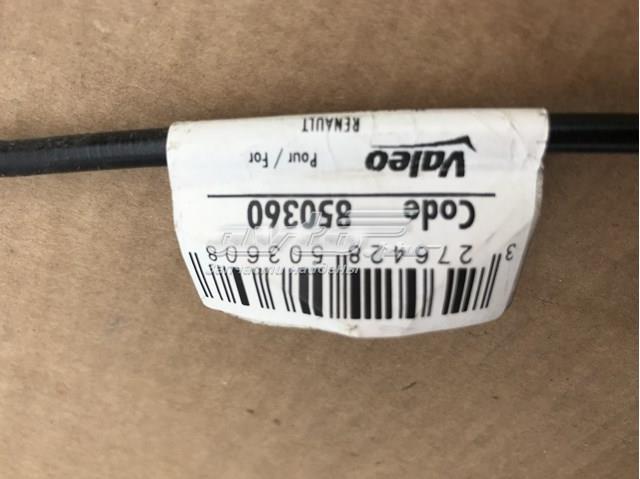 Valeo
Pour / For
RENAULT
Code 850360
3 276428 503608